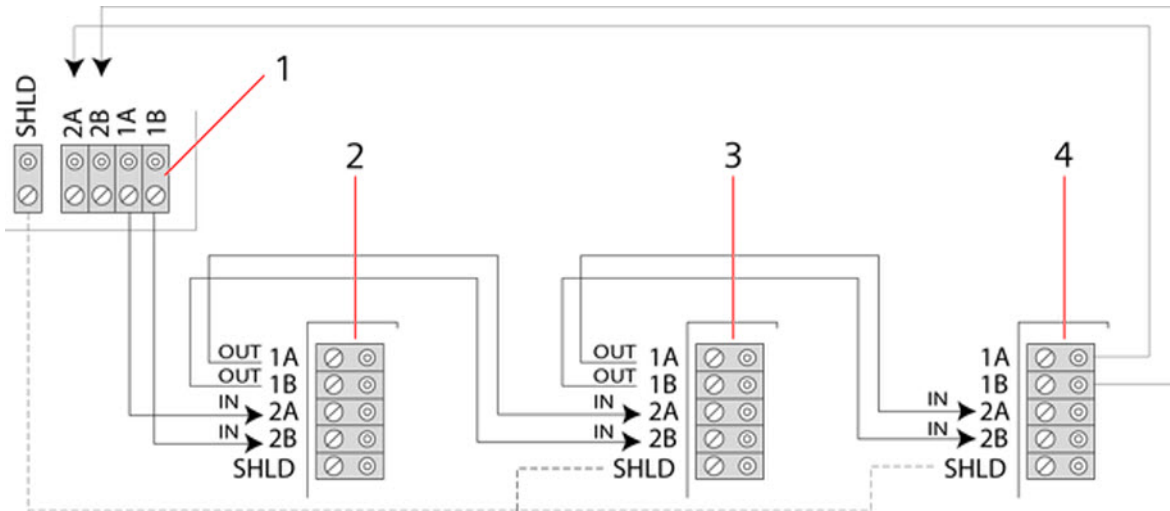 1
SHLD
2A
2B
1A
1B
2
3
4
OUT 1A
OUT 1B
IN 2A
IN 2B
SHLD
OUT 1A
OUT 1B
IN 2A
IN 2B
SHLD
1A
1B
IN 2A
IN 2B
SHLD